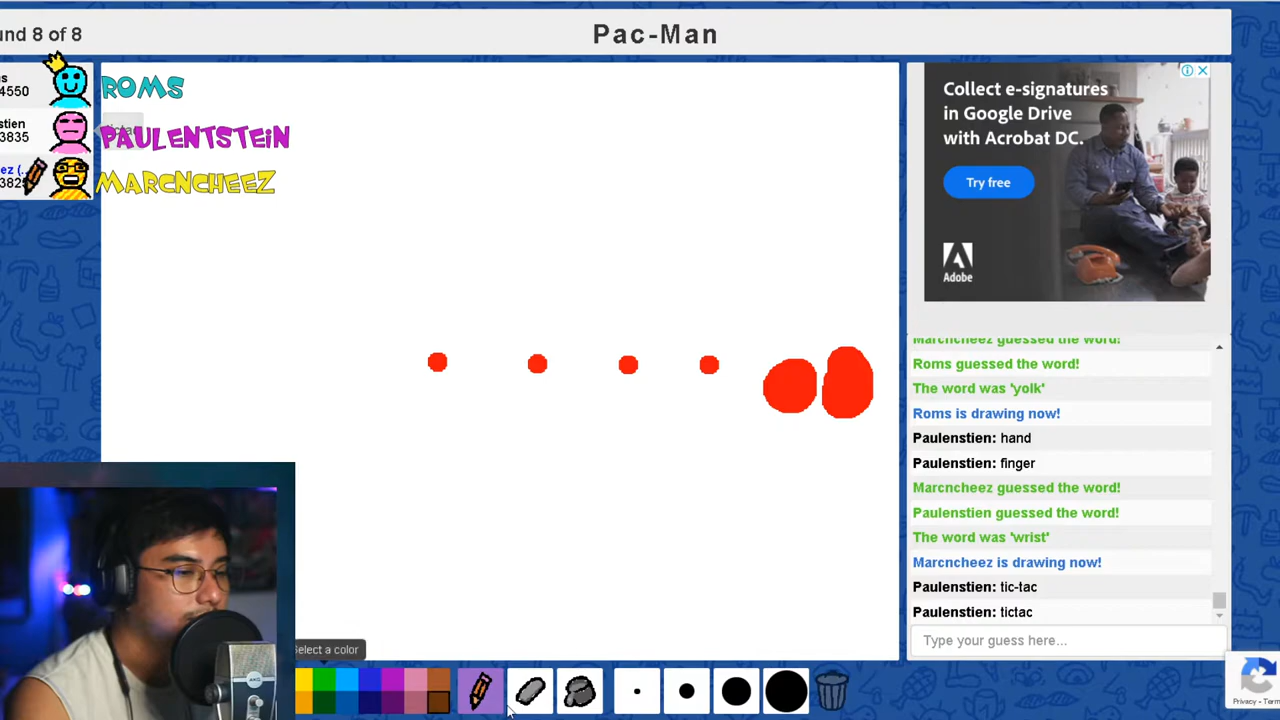 und 8 of 8
Pac-Man
s
4550
ROMS
stien
3835
PAULENTSTEIN
ez (...
382
MARCNCHEEZ
Collect e-signatures
in Google Drive
with Acrobat DC.
Try free
Adobe
Marcncheez guessed the word!
Roms guessed the word!
The word was 'yolk'
Roms is drawing now!
Paulenstien: hand
Paulenstien: finger
Marcncheez guessed the word!
Paulenstien guessed the word!
The word was 'wrist'
Marcncheez is drawing now!
Paulenstien: tic-tac
Paulenstien: tictac
Type your guess here...
Select a color
Privacy - Term